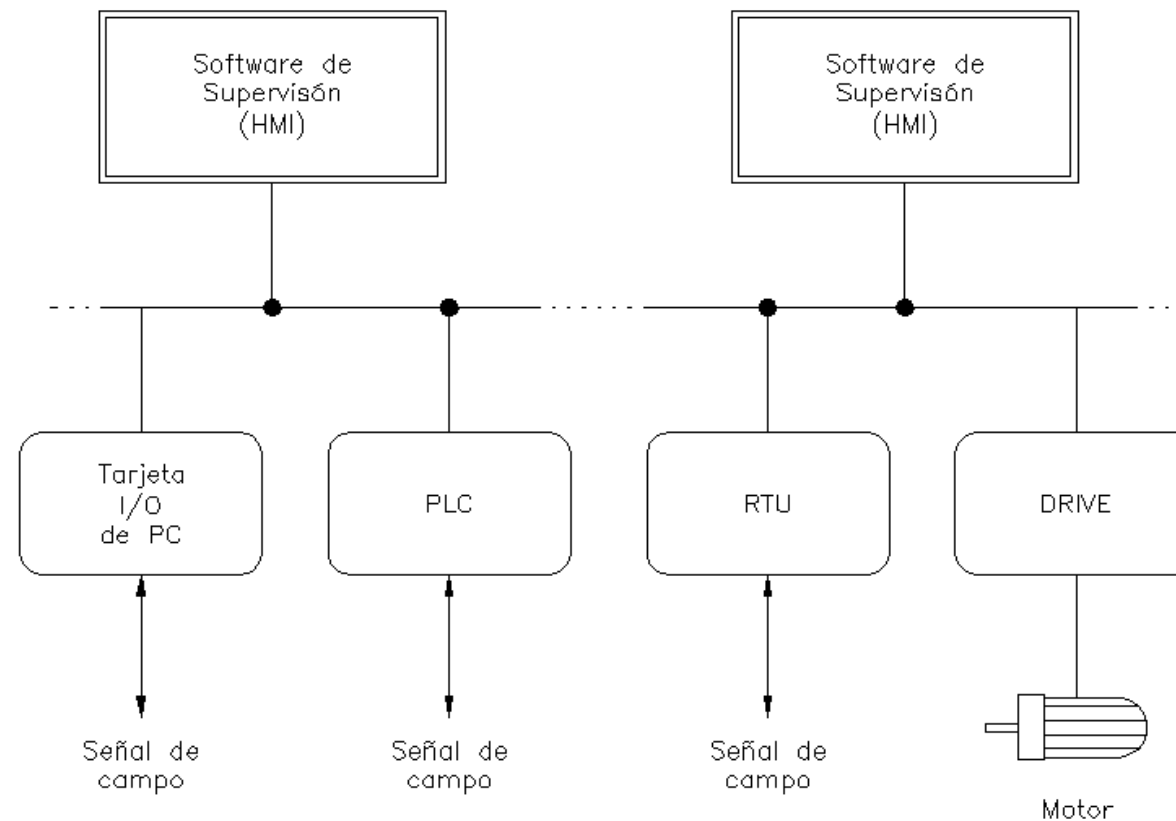 Software de
Supervisón
(HMI)
Software de
Supervisón
(HMI)
Tarjeta
I/O
de PC
PLC
RTU
DRIVE
Señal de
campo
Señal de
campo
Señal de
campo
Motor